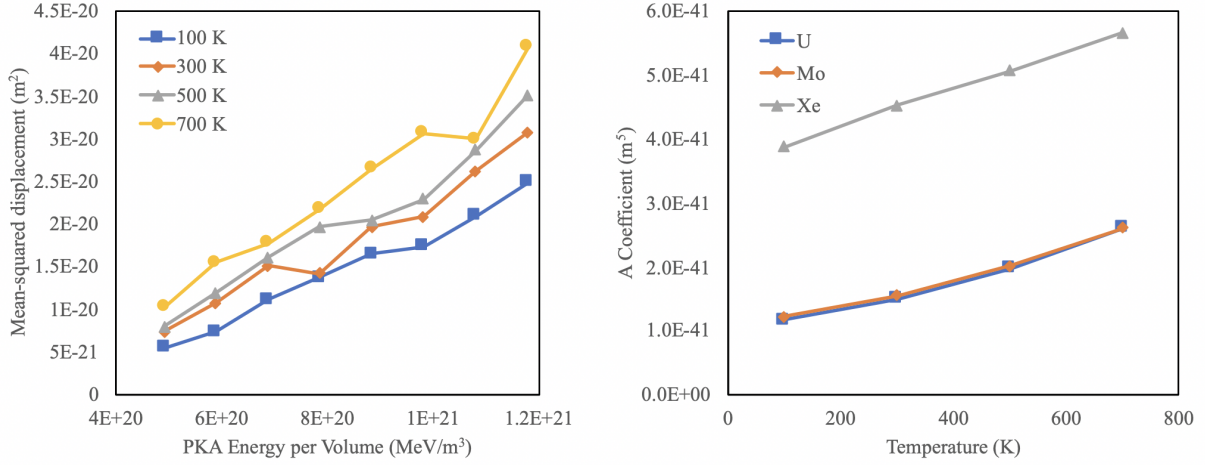 4.5E-20
4E-20
3.5E-20
3E-20
2.5E-20
2E-20
1.5E-20
1E-20
5E-21
0
Mean-squared displacement (m²)
100 K
300 K
500 K
700 K
4E+20
6E+20
8E+20
1E+21
1.2E+21
PKA Energy per Volume (MeV/m³)
6.0E-41
5.0E-41
4.0E-41
3.0E-41
2.0E-41
1.0E-41
0.0E+00
A Coefficient (m⁵)
U
Mo
Xe
0
200
400
600
800
Temperature (K)